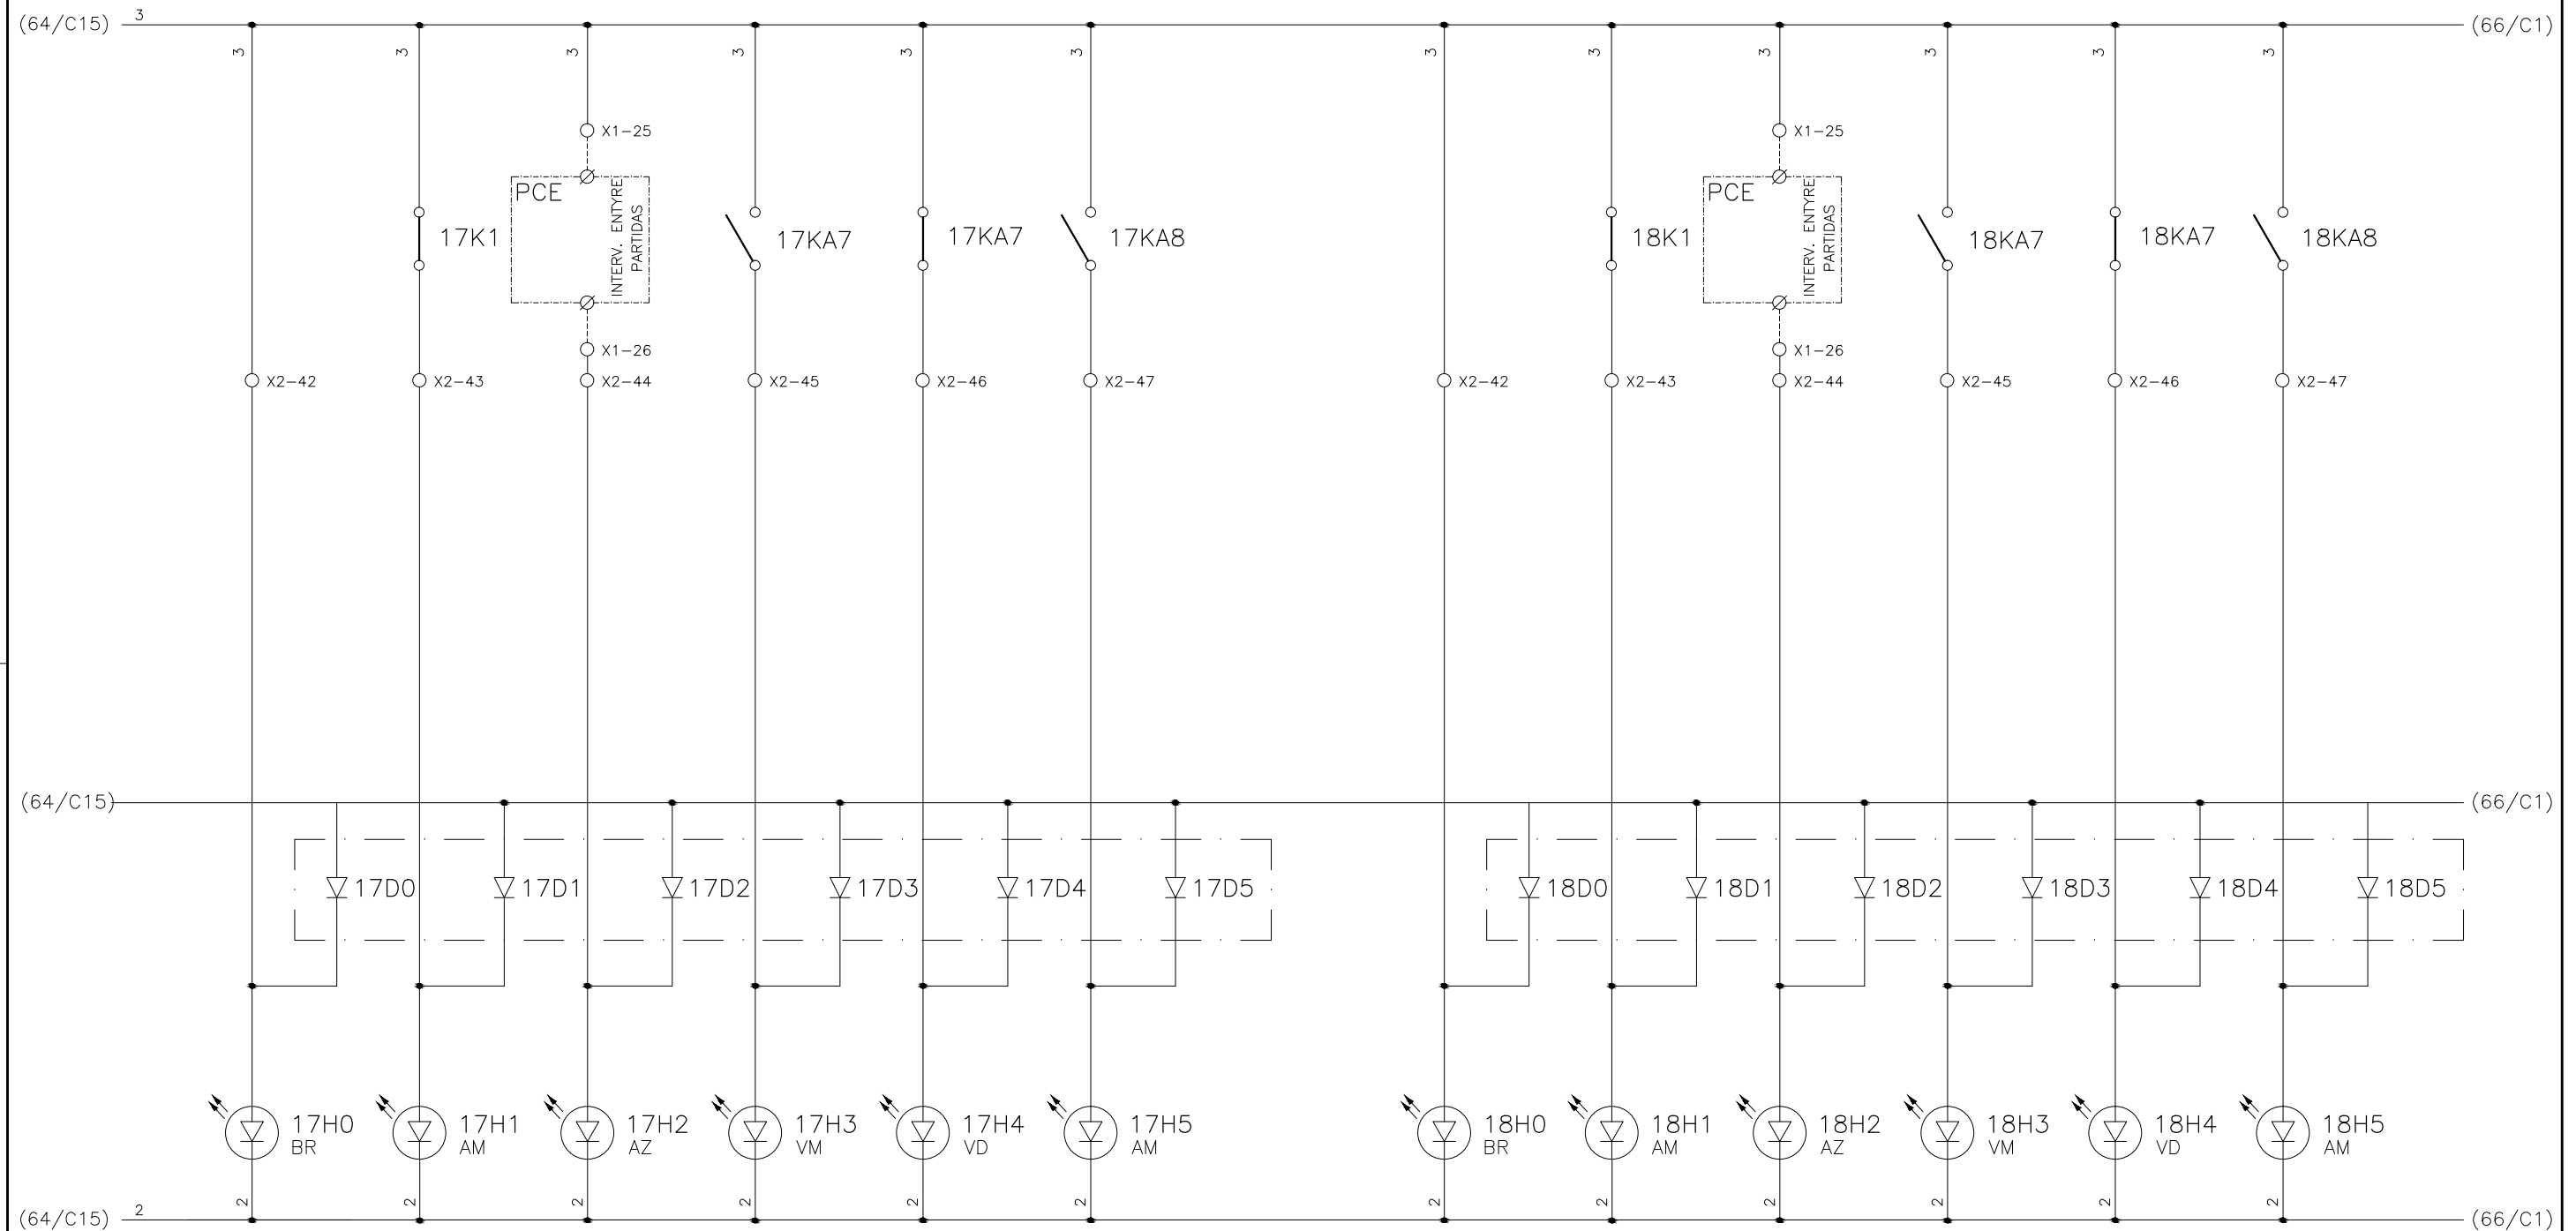 (64/C15) 3 (66/C1)
3 3 3 3 3 3 3 3 3 3 3 3
X1-25 X1-25
PCE INTERV. ENTYRE PARTIDAS
PCE INTERV. ENTYRE PARTIDAS
17K1 17KA7 17KA7 17KA8 18K1 18KA7 18KA7 18KA8
X1-26 X1-26
X2-42 X2-43 X2-44 X2-45 X2-46 X2-47 X2-42 X2-43 X2-44 X2-45 X2-46 X2-47
(64/C15) (66/C1)
17D0 17D1 17D2 17D3 17D4 17D5 18D0 18D1 18D2 18D3 18D4 18D5
17H0 17H1 17H2 17H3 17H4 17H5 18H0 18H1 18H2 18H3 18H4 18H5
BR AM AZ VM VD AM BR AM AZ VM VD AM
2 2 2 2 2 2 2 2 2 2 2 2
(64/C15) 2 (66/C1)